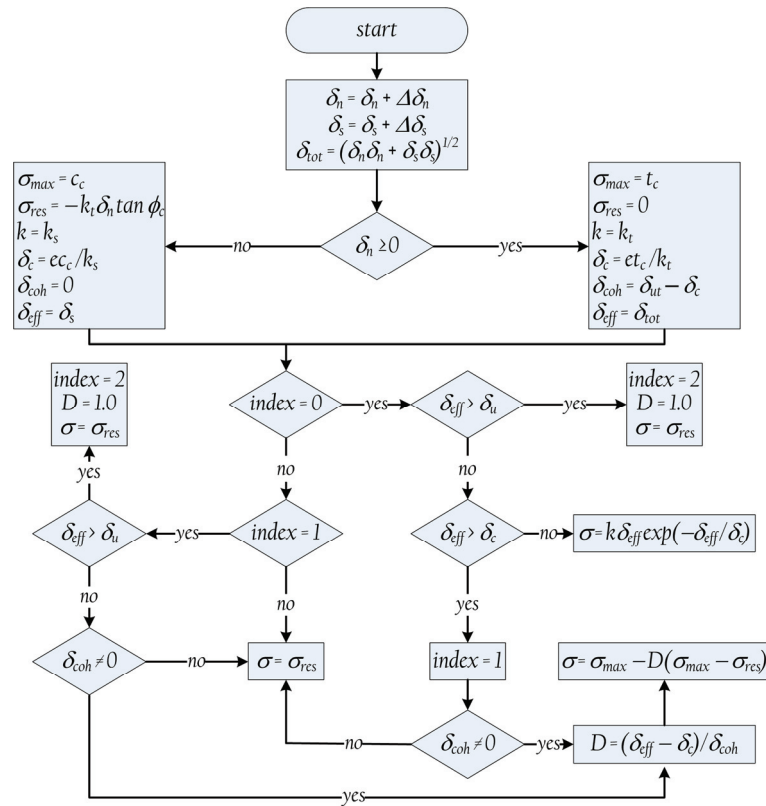 start
δn = δn + Δδn
δs = δs + Δδs
δtot = (δnδn + δsδs)^1/2
σmax = cc
σres = −ktδn tan ϕc
k = ks
δc = ecc/ks
δcoh = 0
δeff = δs
no
δn ≥ 0
yes
σmax = tc
σres = 0
k = kt
δc = etc/kt
δcoh = δut − δc
δeff = δtot
index = 2
D = 1.0
σ = σres
index = 0
yes
δeff > δu
yes
index = 2
D = 1.0
σ = σres
yes
no
no
δeff > δu
yes
index = 1
δeff > δc
no
σ = kδeff exp(−δeff/δc)
no
no
yes
δcoh ≠ 0
no
σ = σres
index = 1
σ = σmax − D(σmax − σres)
no
δcoh ≠ 0
yes
D = (δeff − δc)/δcoh
yes